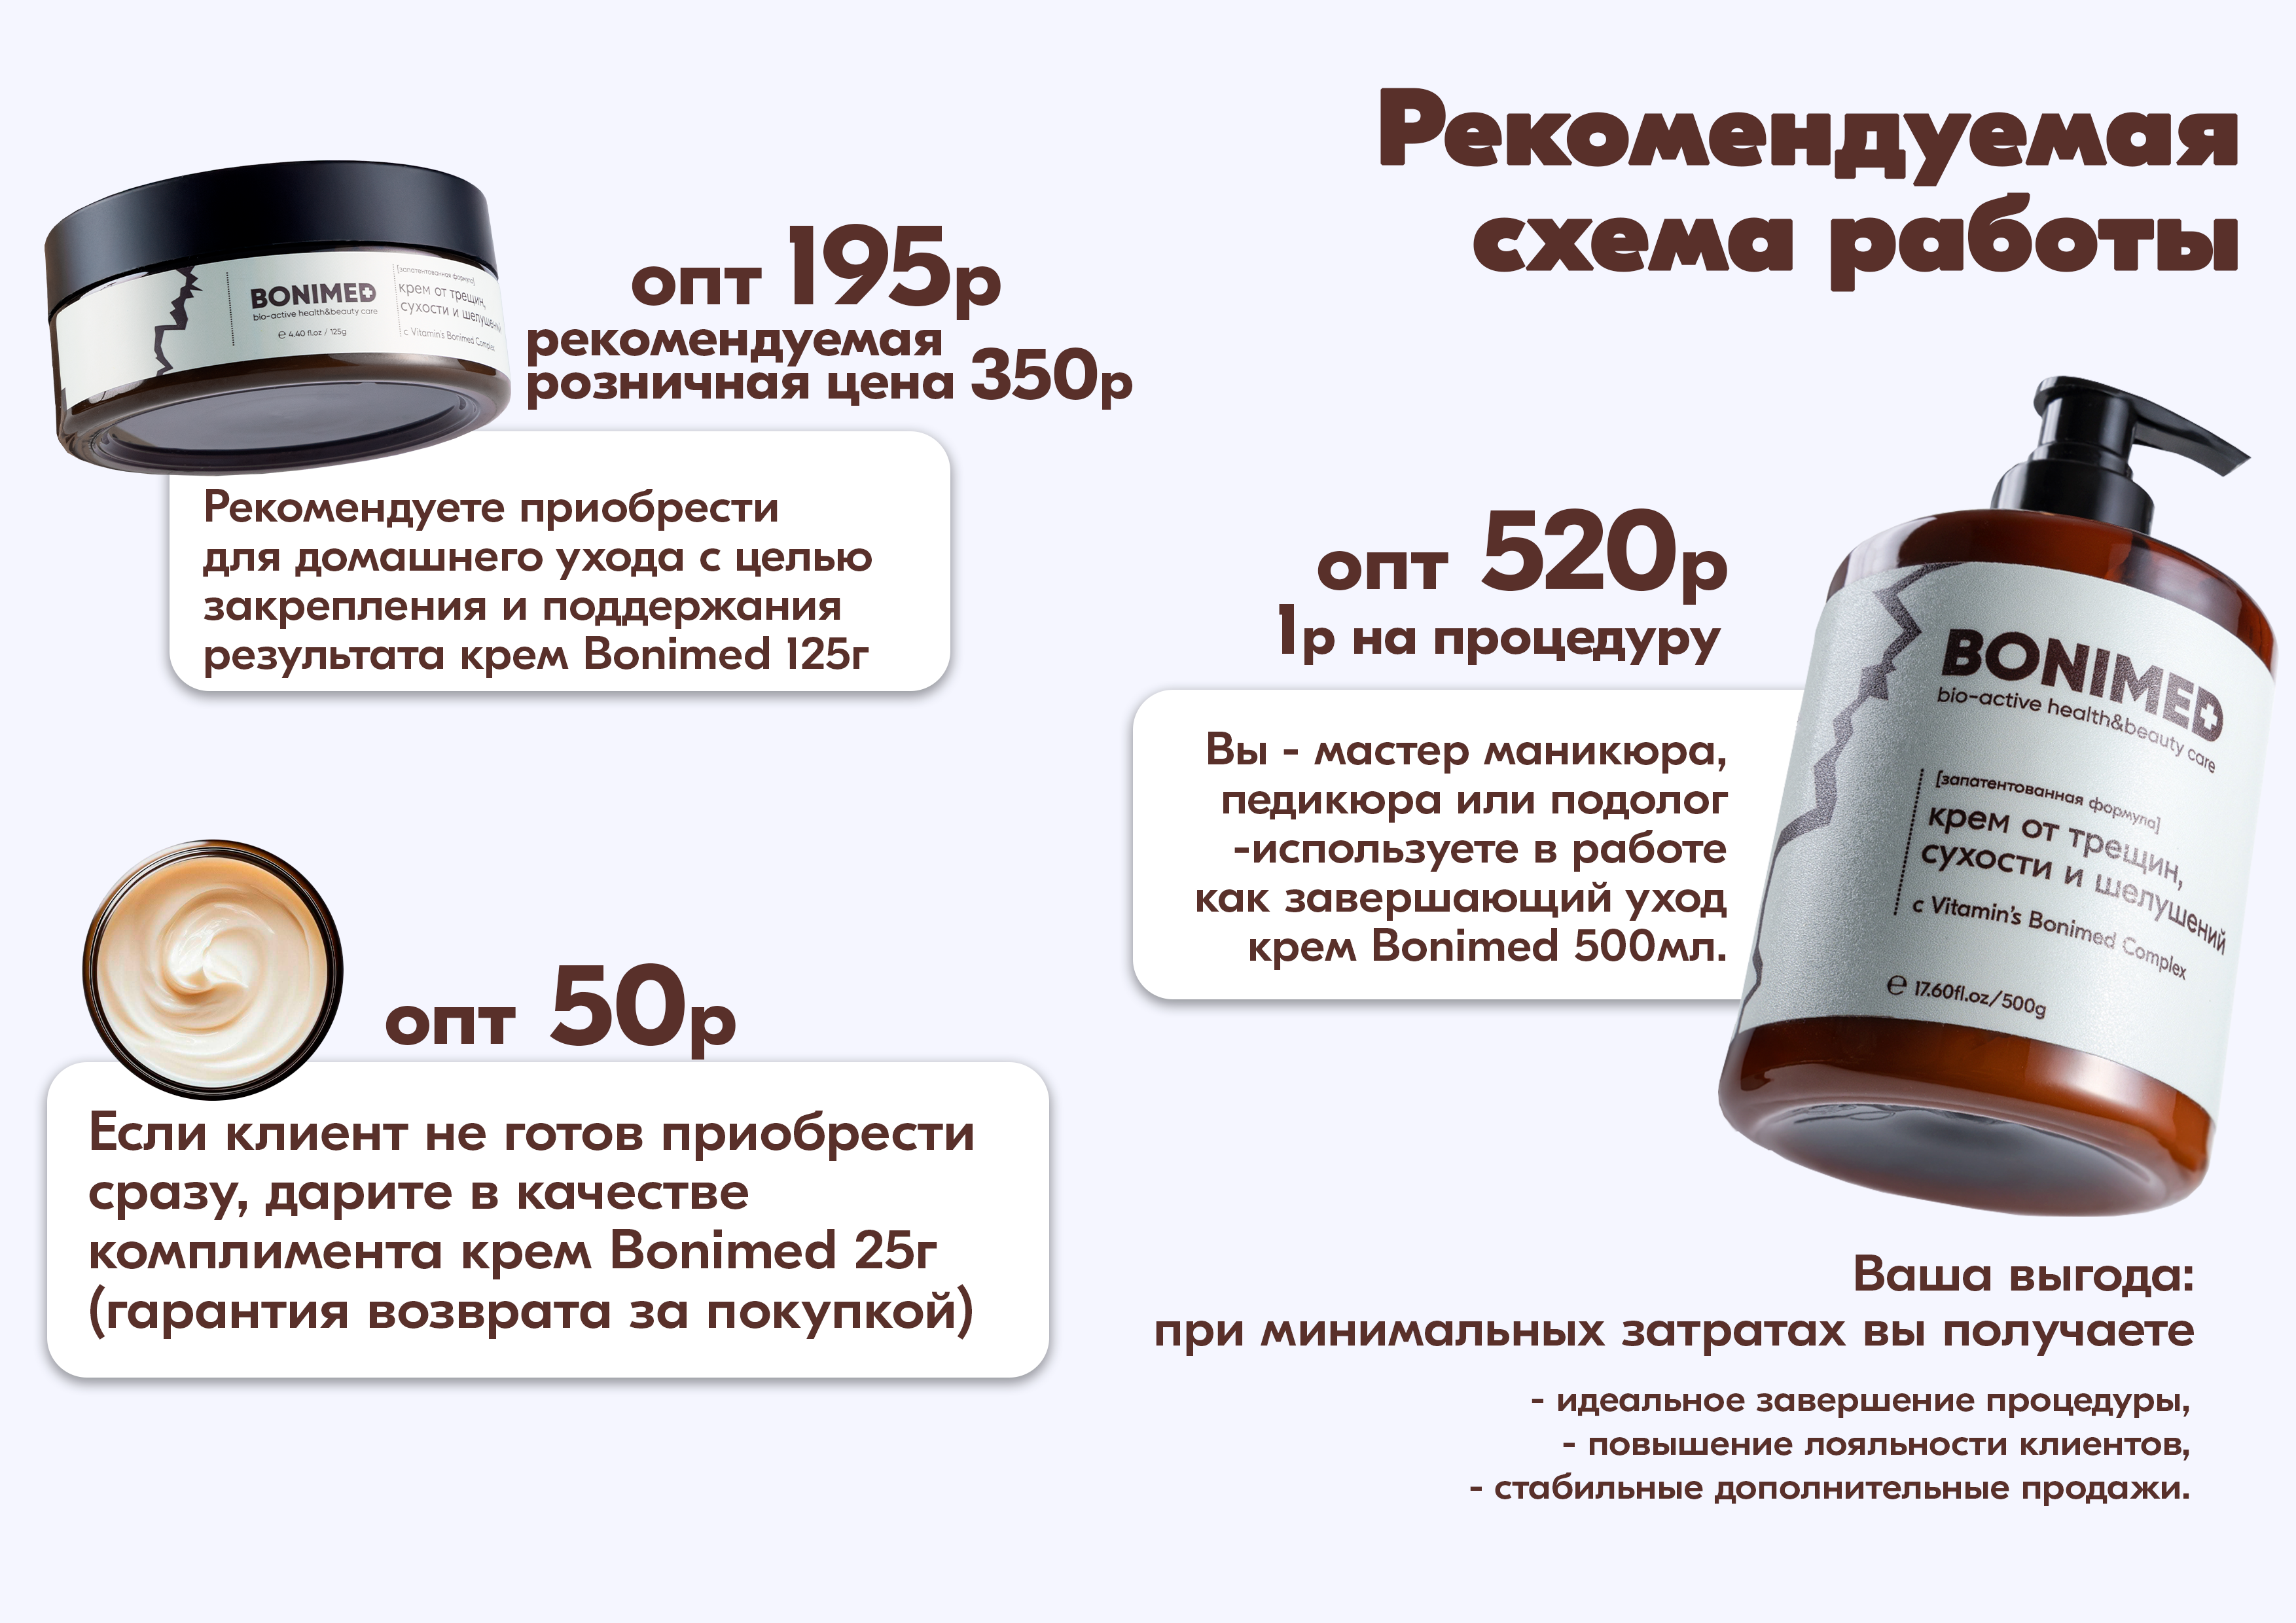 Рекомендуемая
схема работы
BONIMED
bio-active health&beauty care
℮ 4.40 fl.oz / 125g
[запатентованная формула]
крем от трещин,
сухости и шелушений
с Vitamin's Bonimed Complex
опт 195р
рекомендуемая
розничная цена 350р
Рекомендуете приобрести
для домашнего ухода с целью
закрепления и поддержания
результата крем Bonimed 125г
опт 520р
1р на процедуру
Вы - мастер маникюра,
педикюра или подолог
-используете в работе
как завершающий уход
крем Bonimed 500мл.
BONIMED
bio-active health&beauty care
[запатентованная формула]
крем от трещин,
сухости и шелушений
с Vitamin's Bonimed Complex
℮ 17.60fl.oz/500g
опт 50р
Если клиент не готов приобрести
сразу, дарите в качестве
комплимента крем Bonimed 25г
(гарантия возврата за покупкой)
Ваша выгода:
при минимальных затратах вы получаете
- идеальное завершение процедуры,
- повышение лояльности клиентов,
- стабильные дополнительные продажи.